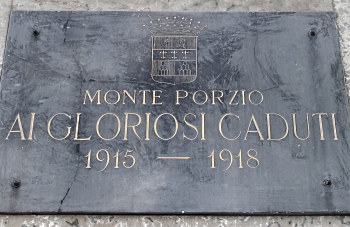 MONTE PORZIO
AI GLORIOSI CADUTI
1915 — 1918